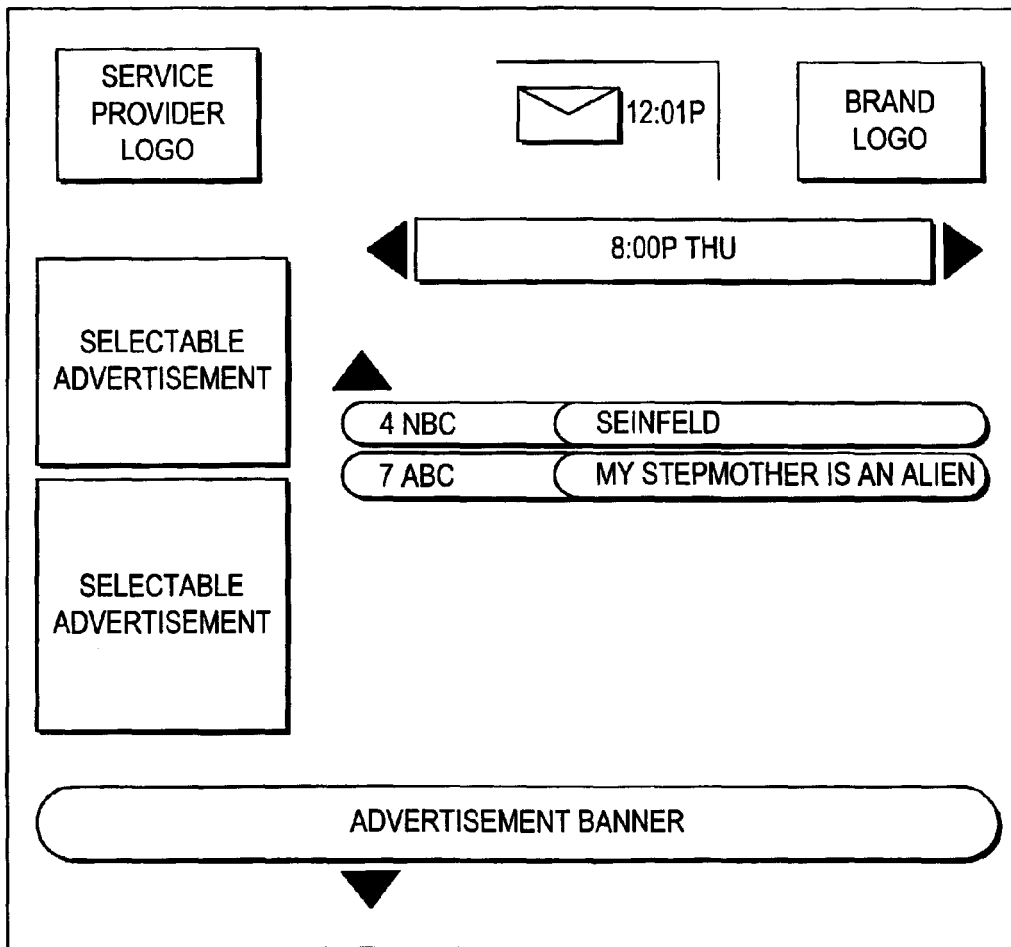 SERVICE
PROVIDER
LOGO
12:01P
BRAND
LOGO
8:00P THU
SELECTABLE
ADVERTISEMENT
4 NBC SEINFELD
7 ABC MY STEPMOTHER IS AN ALIEN
SELECTABLE
ADVERTISEMENT
ADVERTISEMENT BANNER